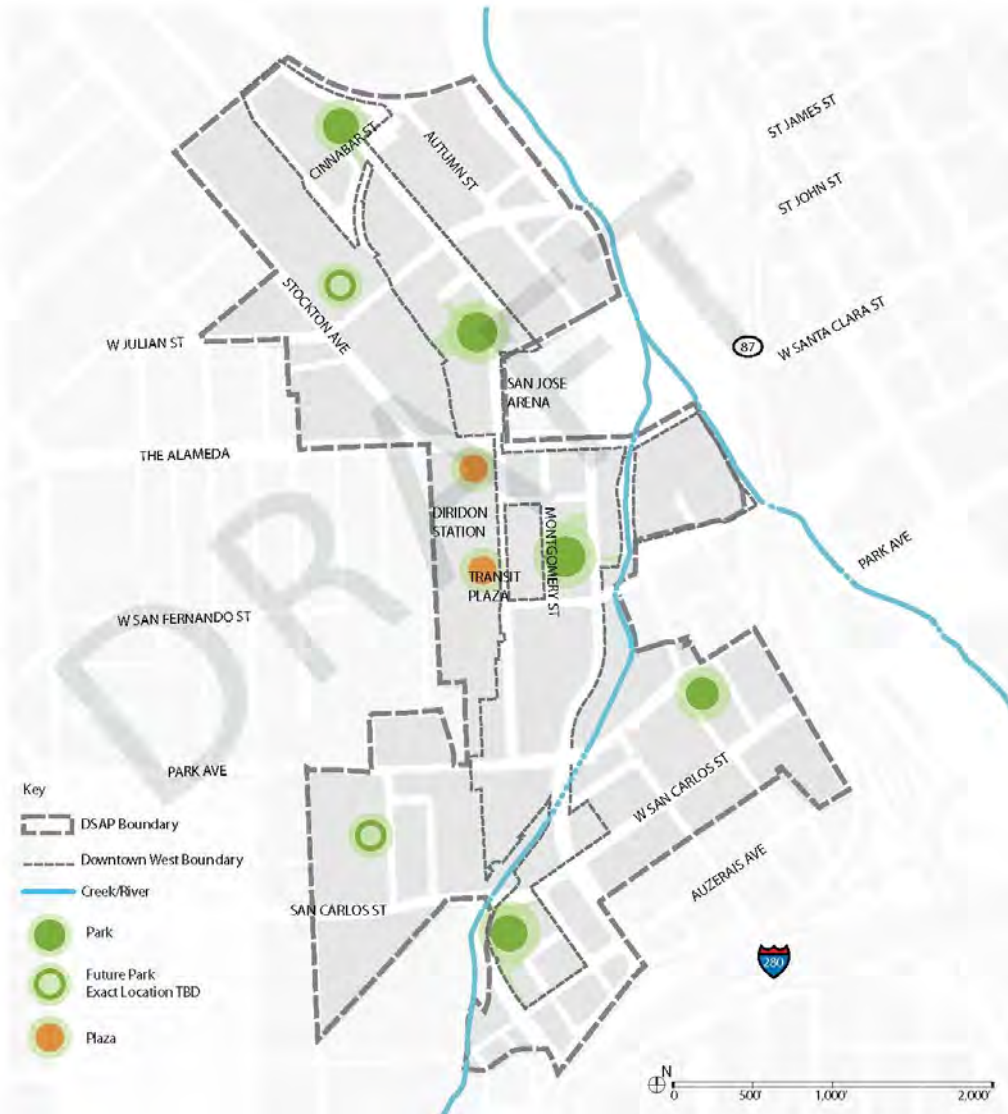 ST JAMES ST
CINNABAR ST
AUTUMN ST
ST JOHN ST
STOCKTON AVE
W JULIAN ST
87
W SANTA CLARA ST
SAN JOSE
ARENA
THE ALAMEDA
DIRIDON
STATION
MONTGOMERY ST
PARK AVE
TRANSIT
PLAZA
W SAN FERNANDO ST
PARK AVE
W SAN CARLOS ST
AUZERAIS AVE
SAN CARLOS ST
280
Key
DSAP Boundary
Downtown West Boundary
Creek/River
Park
Future Park
Exact Location TBD
Plaza
N
0 500' 1,000' 2,000'
DRAFT